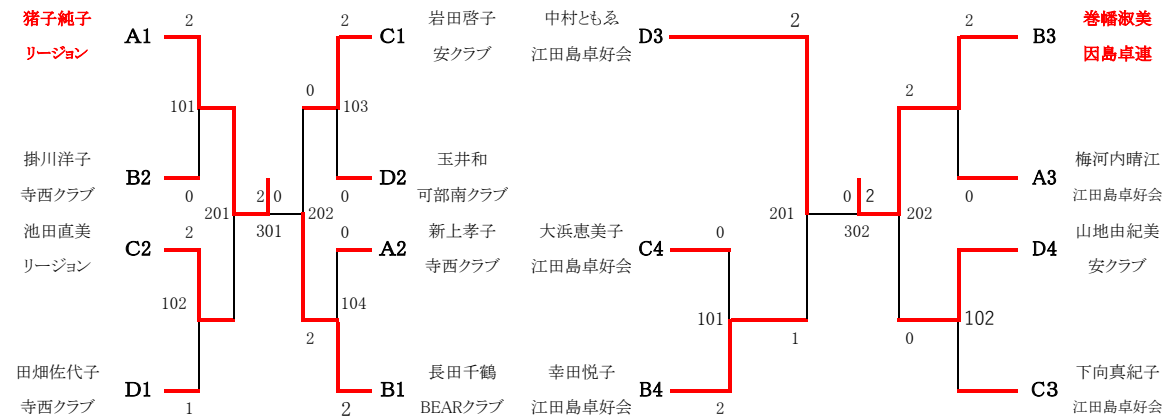 猪子純子 2 2 岩田啓子 中村ともゑ 2 2 巻幡淑美
A1 C1 D3 B3
リージョン 安クラブ 江田島卓好会 因島卓連
0 2
101 103
掛川洋子 玉井和 梅河内晴江
B2 D2 A3
寺西クラブ 0 2 0 0 可部南クラブ 0 2 0 江田島卓好会
201 202 201 202
池田直美 2 301 0 新上孝子 大浜恵美子 0 302 山地由紀美
C2 A2 C4 D4
リージョン 寺西クラブ 江田島卓好会 安クラブ
102 104 101 102
2 1 0
田畑佐代子 長田千鶴 幸田悦子 下向真紀子
D1 B1 B4 C3
寺西クラブ 1 2 BEARクラブ 江田島卓好会 2 江田島卓好会